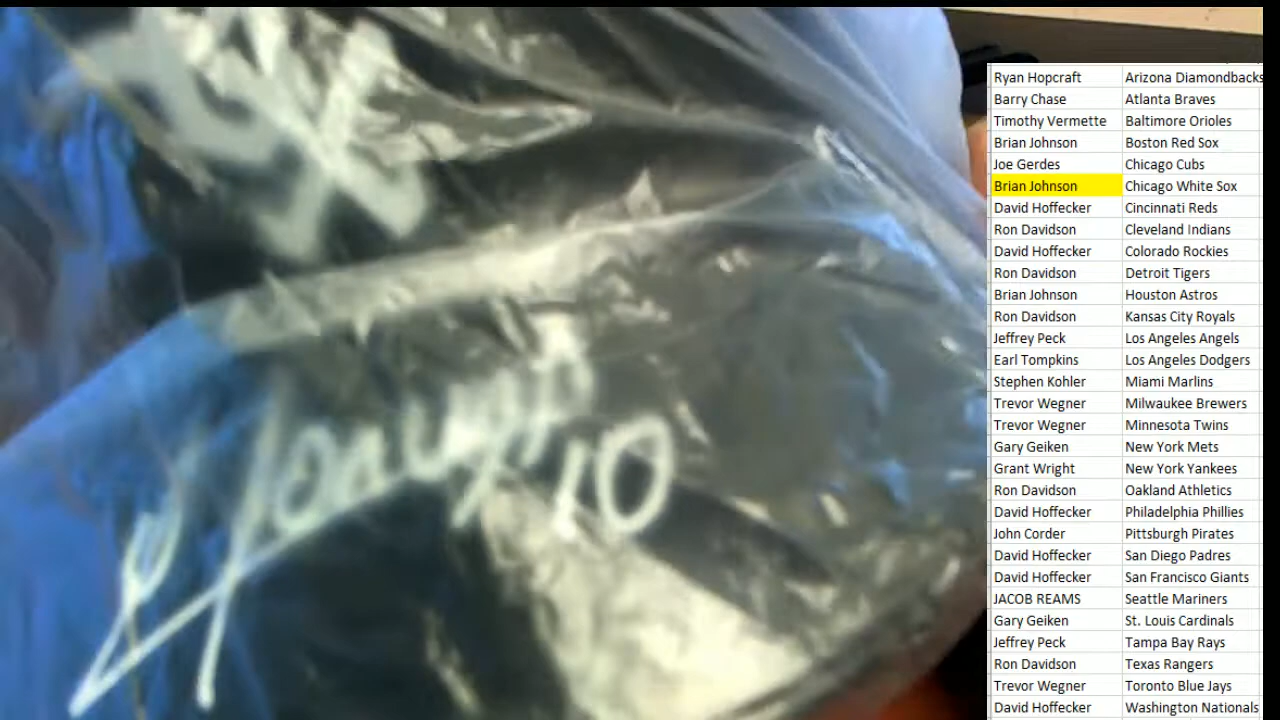 #10
Ryan Hopcraft Arizona Diamondbacks
Barry Chase Atlanta Braves
Timothy Vermette Baltimore Orioles
Brian Johnson Boston Red Sox
Joe Gerdes Chicago Cubs
Brian Johnson Chicago White Sox
David Hoffecker Cincinnati Reds
Ron Davidson Cleveland Indians
David Hoffecker Colorado Rockies
Ron Davidson Detroit Tigers
Brian Johnson Houston Astros
Ron Davidson Kansas City Royals
Jeffrey Peck Los Angeles Angels
Earl Tompkins Los Angeles Dodgers
Stephen Kohler Miami Marlins
Trevor Wegner Milwaukee Brewers
Trevor Wegner Minnesota Twins
Gary Geiken New York Mets
Grant Wright New York Yankees
Ron Davidson Oakland Athletics
David Hoffecker Philadelphia Phillies
John Corder Pittsburgh Pirates
David Hoffecker San Diego Padres
David Hoffecker San Francisco Giants
JACOB REAMS Seattle Mariners
Gary Geiken St. Louis Cardinals
Jeffrey Peck Tampa Bay Rays
Ron Davidson Texas Rangers
Trevor Wegner Toronto Blue Jays
David Hoffecker Washington Nationals